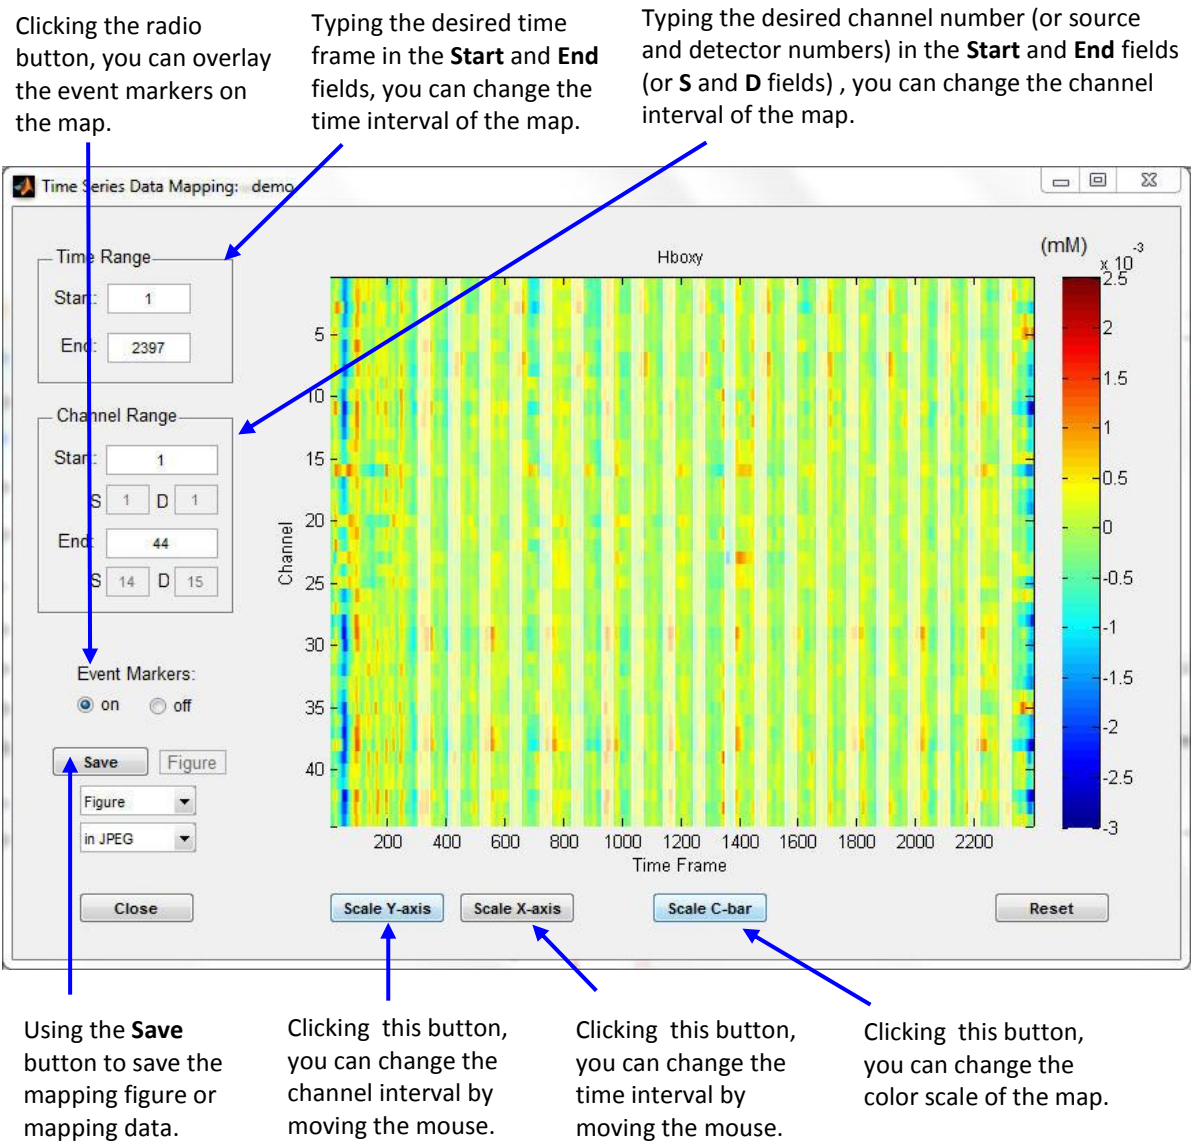 Clicking the radio
button, you can overlay
the event markers on
the map.
Typing the desired time
frame in the Start and End
fields, you can change the
time interval of the map.
Typing the desired channel number (or source
and detector numbers) in the Start and End fields
(or S and D fields) , you can change the channel
interval of the map.
Time Series Data Mapping: demo
Time Range
Start: 1
End: 2397
Channel Range
Start: 1
S 1 D 1
End: 44
S 14 D 15
Event Markers:
on off
Save Figure
Figure
in JPEG
Close
Hboxy
Channel
5
10
15
20
25
30
35
40
200 400 600 800 1000 1200 1400 1600 1800 2000 2200
Time Frame
(mM)
x 10-3
2.5
2
1.5
1
0.5
0
-0.5
-1
-1.5
-2
-2.5
-3
Scale Y-axis Scale X-axis Scale C-bar Reset
Using the Save
button to save the
mapping figure or
mapping data.
Clicking this button,
you can change the
channel interval by
moving the mouse.
Clicking this button,
you can change the
time interval by
moving the mouse.
Clicking this button,
you can change the
color scale of the map.